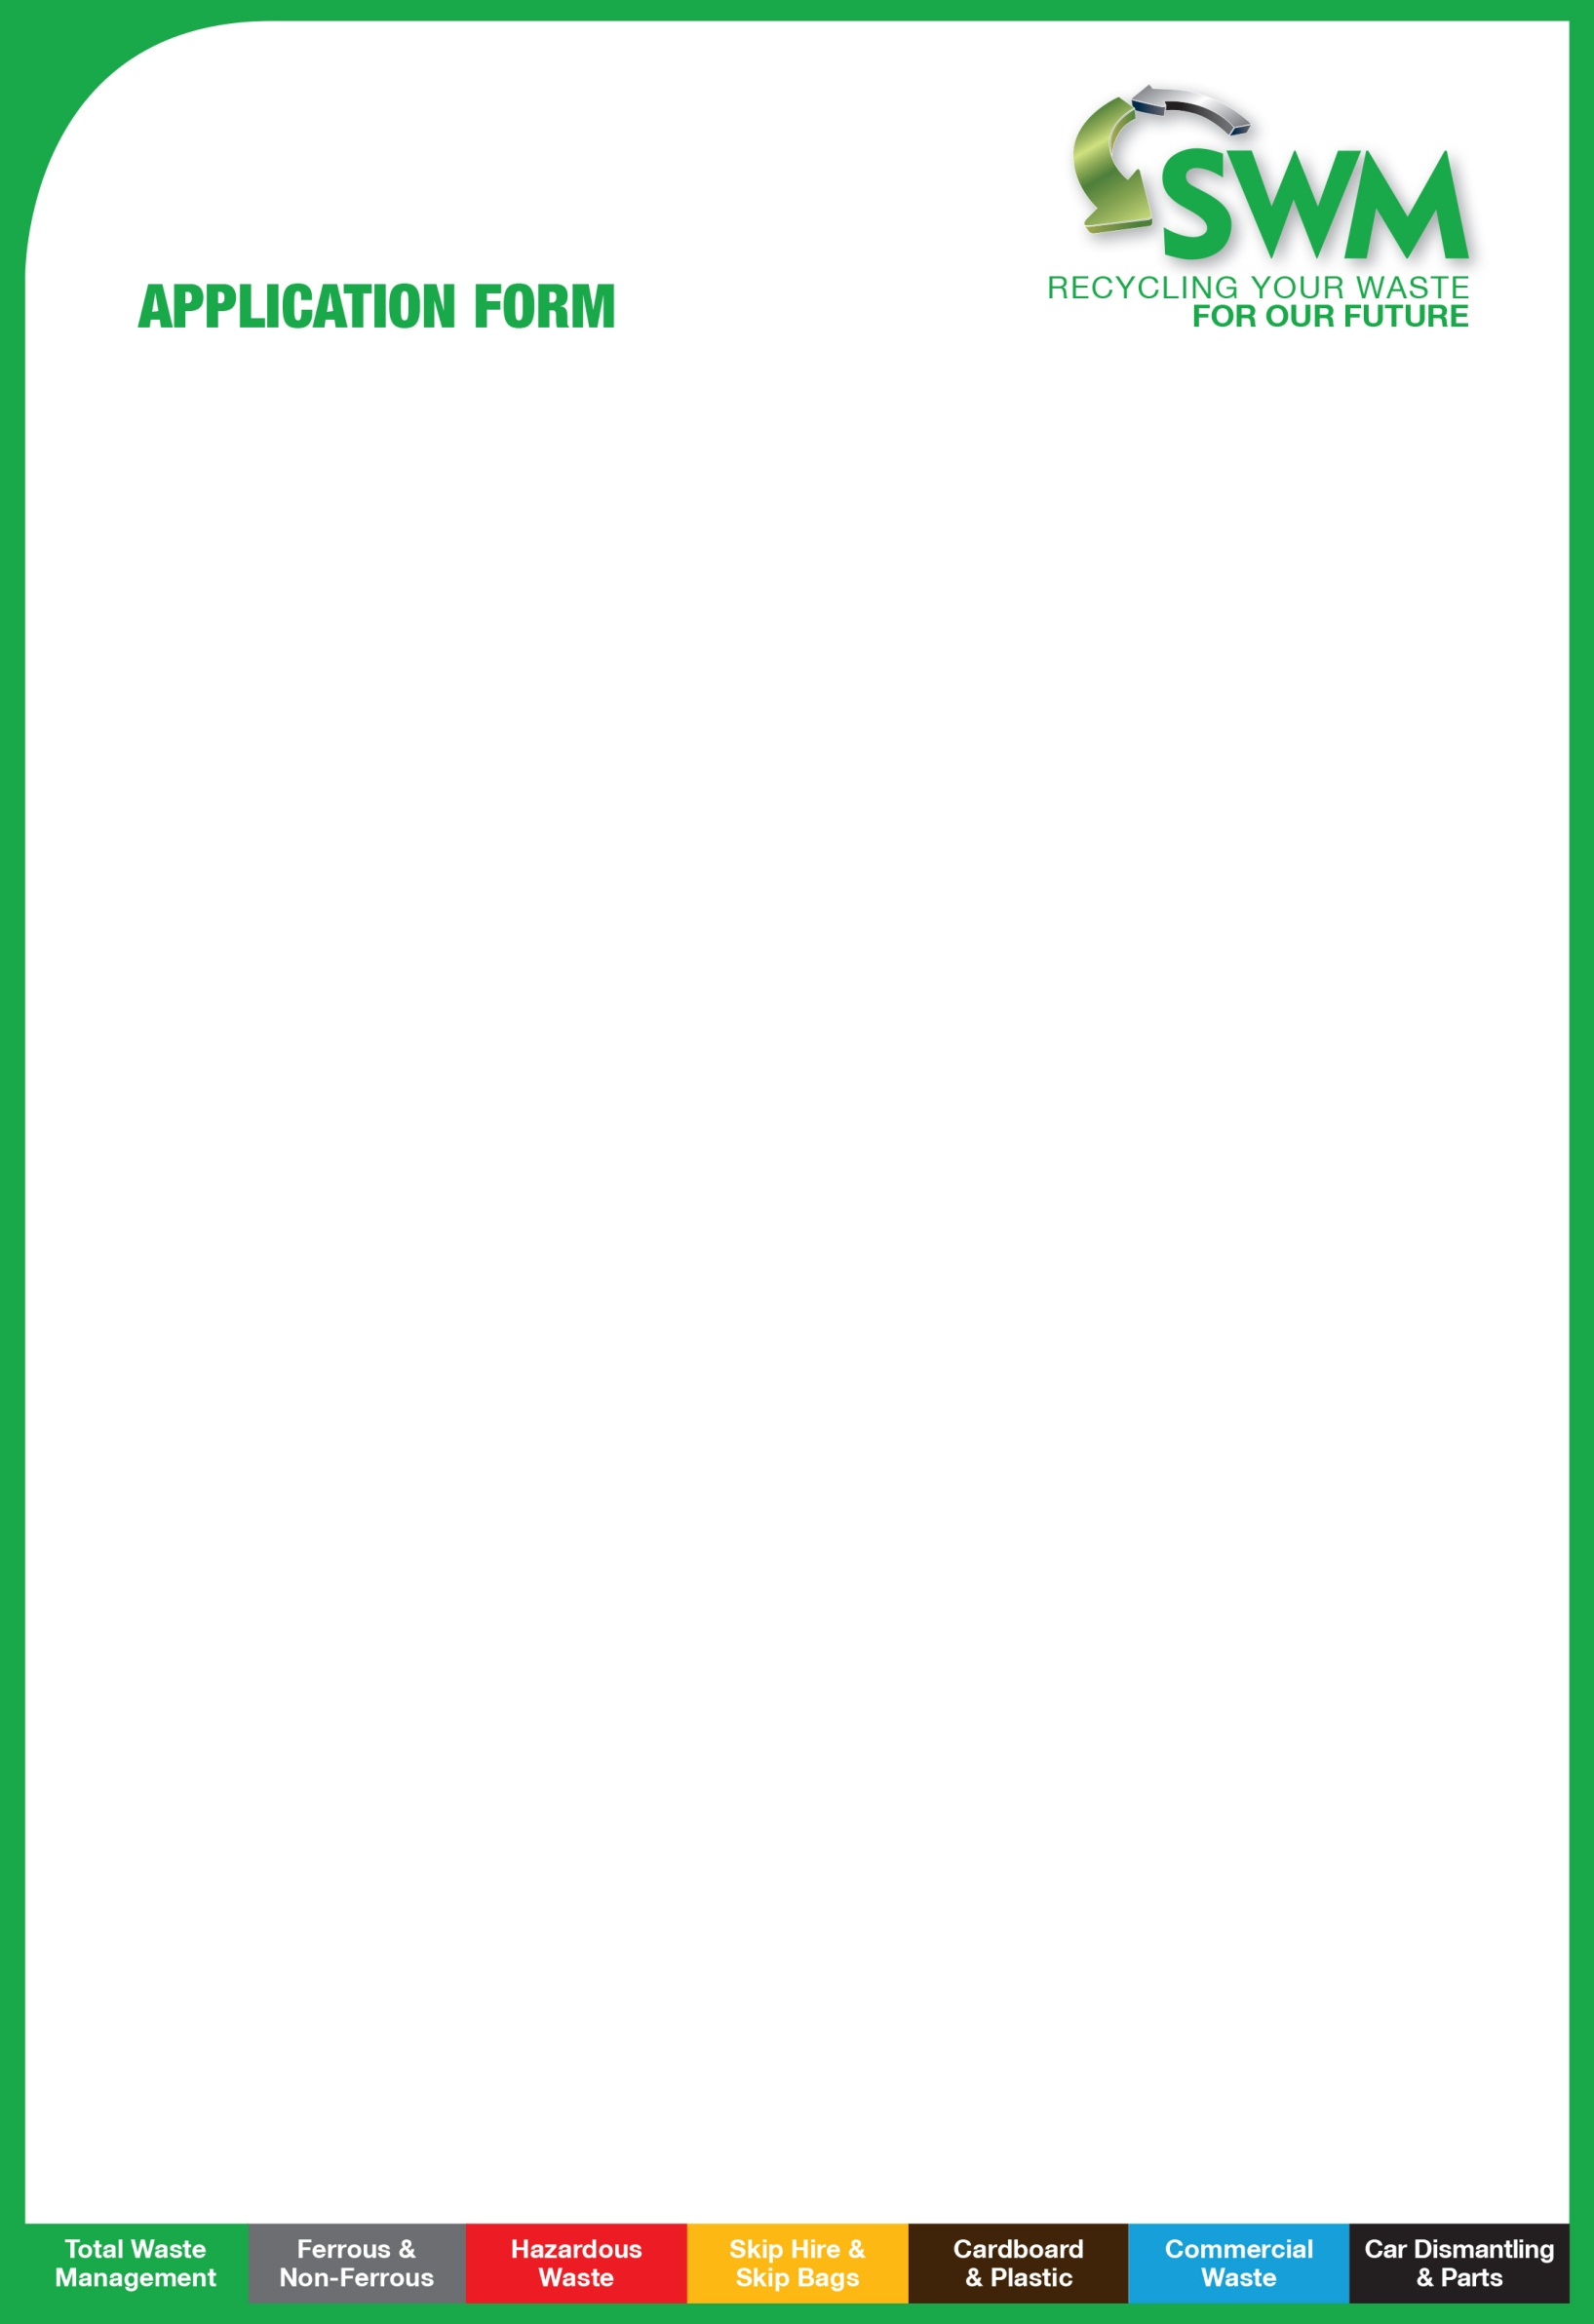 SWM
RECYCLING YOUR WASTE
FOR OUR FUTURE
APPLICATION FORM
Total Waste
Management
Ferrous &
Non-Ferrous
Hazardous
Waste
Skip Hire &
Skip Bags
Cardboard
& Plastic
Commercial
Waste
Car Dismantling
& Parts